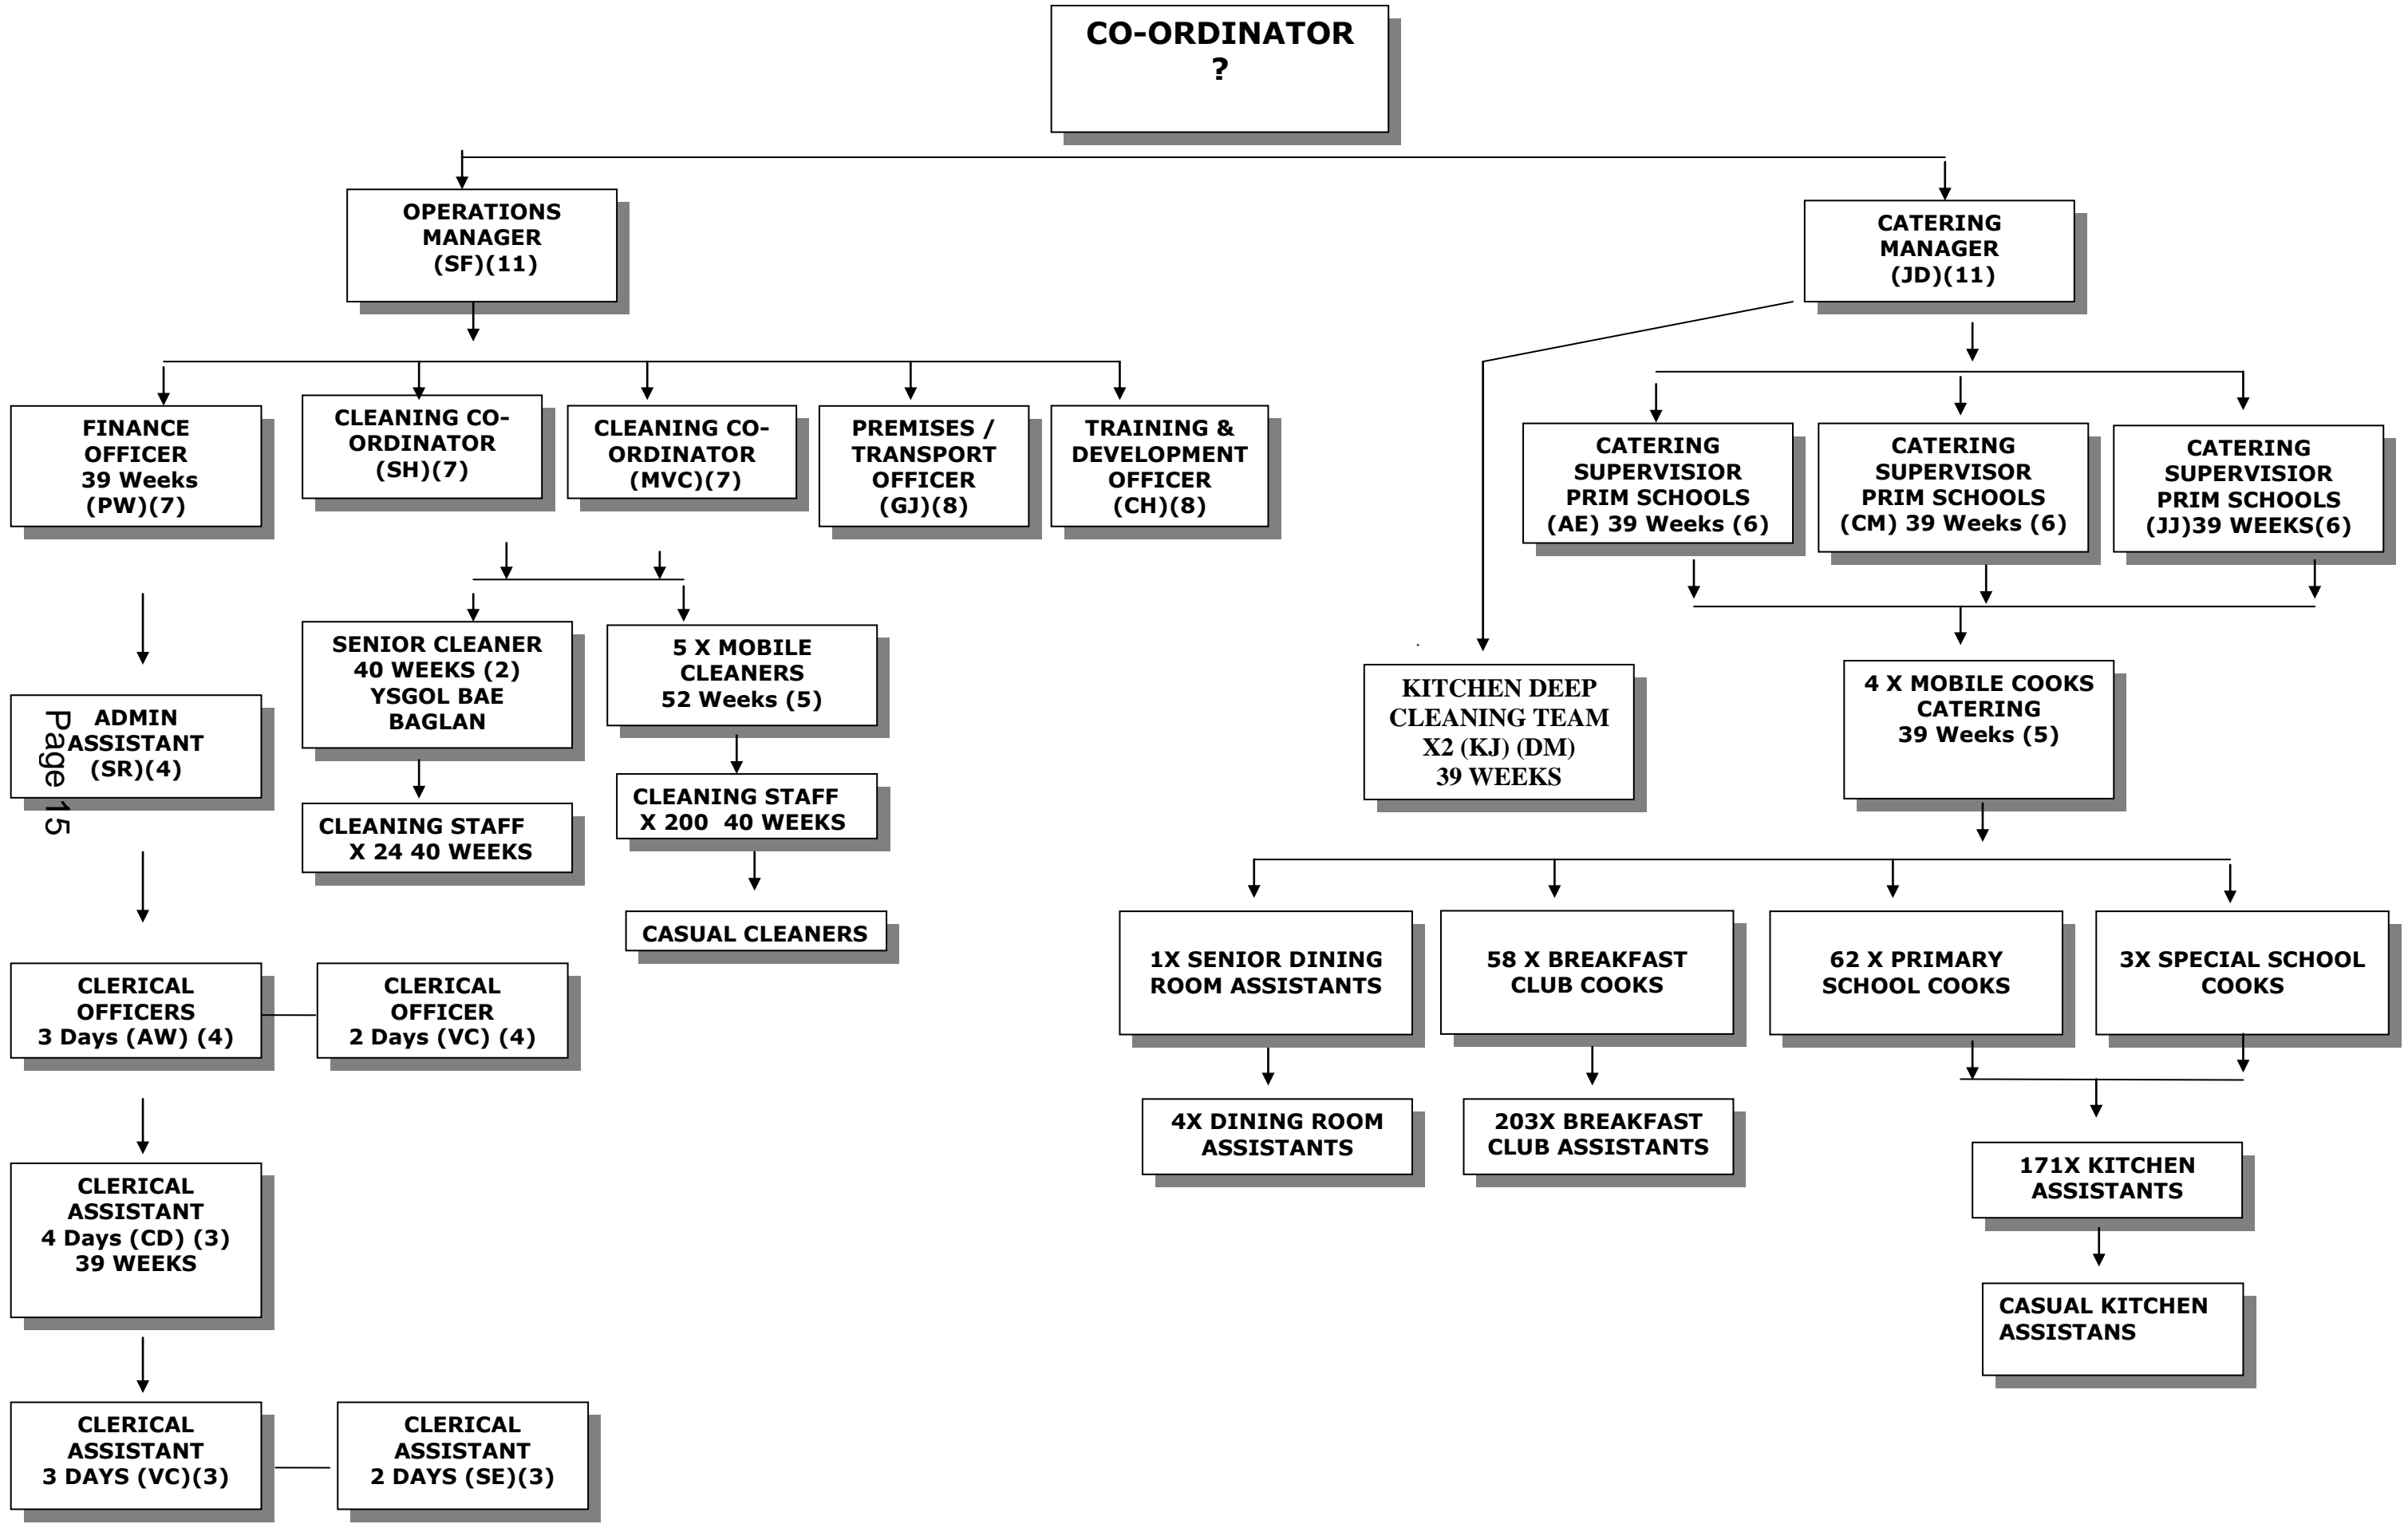 CO-ORDINATOR
?
OPERATIONS
MANAGER
(SF)(11)
CATERING
MANAGER
(JD)(11)
FINANCE
OFFICER
39 Weeks
(PW)(7)
CLEANING CO-
ORDINATOR
(SH)(7)
CLEANING CO-
ORDINATOR
(MVC)(7)
PREMISES /
TRANSPORT
OFFICER
(GJ)(8)
TRAINING &
DEVELOPMENT
OFFICER
(CH)(8)
CATERING
SUPERVISIOR
PRIM SCHOOLS
(AE) 39 Weeks (6)
CATERING
SUPERVISOR
PRIM SCHOOLS
(CM) 39 Weeks (6)
CATERING
SUPERVISIOR
PRIM SCHOOLS
(JJ)39 WEEKS(6)
SENIOR CLEANER
40 WEEKS (2)
YSGOL BAE
BAGLAN
5 X MOBILE
CLEANERS
52 Weeks (5)
KITCHEN DEEP
CLEANING TEAM
X2 (KJ) (DM)
39 WEEKS
4 X MOBILE COOKS
CATERING
39 Weeks (5)
ADMIN
ASSISTANT
(SR)(4)
Page 15
CLEANING STAFF
X 24 40 WEEKS
CLEANING STAFF
X 200 40 WEEKS
CASUAL CLEANERS
1X SENIOR DINING
ROOM ASSISTANTS
58 X BREAKFAST
CLUB COOKS
62 X PRIMARY
SCHOOL COOKS
3X SPECIAL SCHOOL
COOKS
CLERICAL
OFFICERS
3 Days (AW) (4)
CLERICAL
OFFICER
2 Days (VC) (4)
4X DINING ROOM
ASSISTANTS
203X BREAKFAST
CLUB ASSISTANTS
171X KITCHEN
ASSISTANTS
CLERICAL
ASSISTANT
4 Days (CD) (3)
39 WEEKS
CASUAL KITCHEN
ASSISTANS
CLERICAL
ASSISTANT
3 DAYS (VC)(3)
CLERICAL
ASSISTANT
2 DAYS (SE)(3)